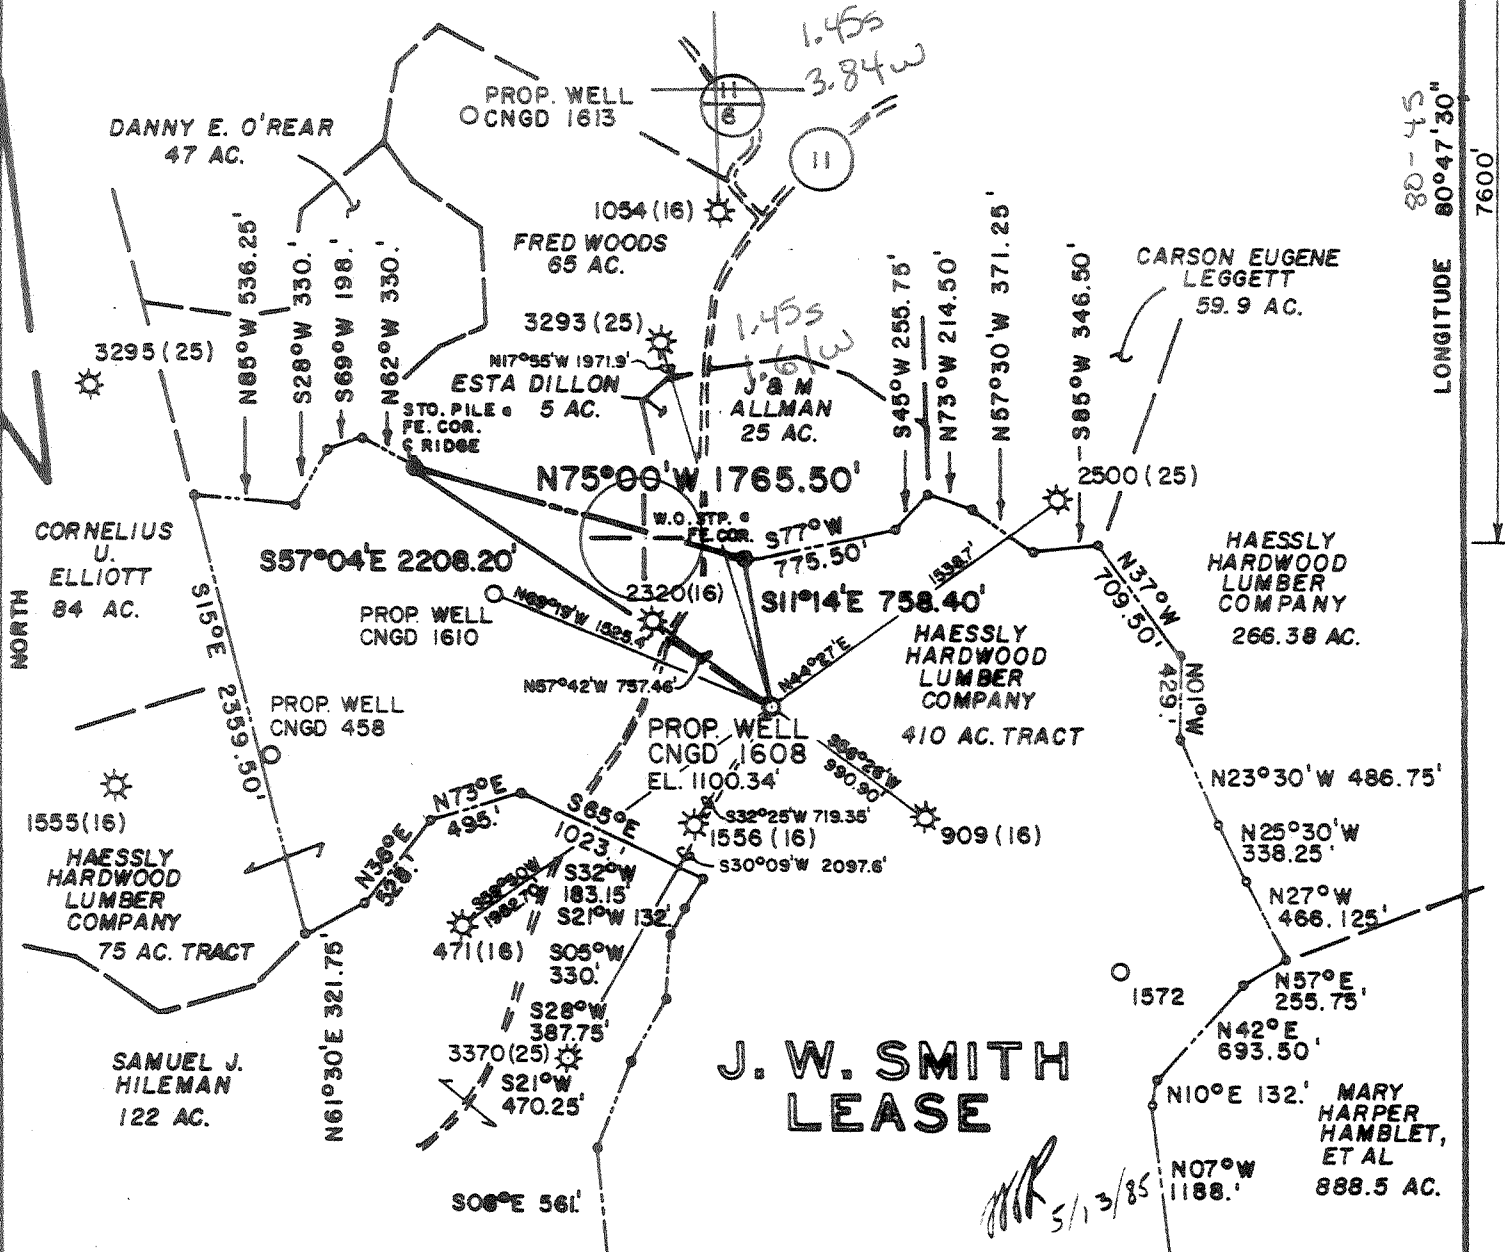 1.45s
3.84w
PROP. WELL
CNGD 1613
11
6
11
DANNY E. O'REAR
47 AC.
80-45
LONGITUDE 80°47'30"
7600'
1054(16)
FRED WOODS
65 AC.
CARSON EUGENE
LEGGETT
59.9 AC.
N85°W 536.25'
S28°W 330.'
S69°W 198.'
N62°W 330.'
S45°W 255.75'
N73°W 214.50'
N57°30'W 371.25'
S85°W 346.50'
3295(25)
3293(25)
1.45s
1.61w
N17°55'W 1971.9'
ESTA DILLON
5 AC.
J & M
ALLMAN
25 AC.
STO. PILE @
FE. COR.
RIDGE
N75°00'W 1765.50'
2500(25)
W.O. STP. @
FE. COR.
S77°W
775.50'
CORNELIUS
U.
ELLIOTT
84 AC.
S57°04'E 2208.20'
1538.7'
N44°27'E
N37°W
709.50'
HAESSLY
HARDWOOD
LUMBER
COMPANY
266.38 AC.
NORTH
S15°E 2359.50'
PROP. WELL
CNGD 1610
N69°19'W 1525.4'
2320(16)
S11°14'E 758.40'
HAESSLY
HARDWOOD
LUMBER
COMPANY
410 AC. TRACT
N01°W
429.'
N57°42'W 757.46'
PROP. WELL
CNGD 458
PROP. WELL
CNGD 1608
EL. 1100.34'
990.90'
N23°30'W 486.75'
1555(16)
N73°E
495.'
S65°E
1023.'
S32°25'W 719.35'
1556(16)
909(16)
N25°30'W
338.25'
HAESSLY
HARDWOOD
LUMBER
COMPANY
75 AC. TRACT
N36°E
528.'
S30°09'W 2097.6'
S32°W
183.15'
S21°W 132.'
N27°W
466.125'
471(16)
S05°W
330.'
1572
N57°E
255.75'
N61°30'E 321.75'
S28°W
387.75'
N42°E
693.50'
SAMUEL J.
HILEMAN
122 AC.
3370(25)
S21°W
470.25'
J. W. SMITH
LEASE
N10°E 132.'
MARY
HARPER
HAMBLET,
ET AL
888.5 AC.
N07°W
1188.'
5/13/85
S08°E 561.'